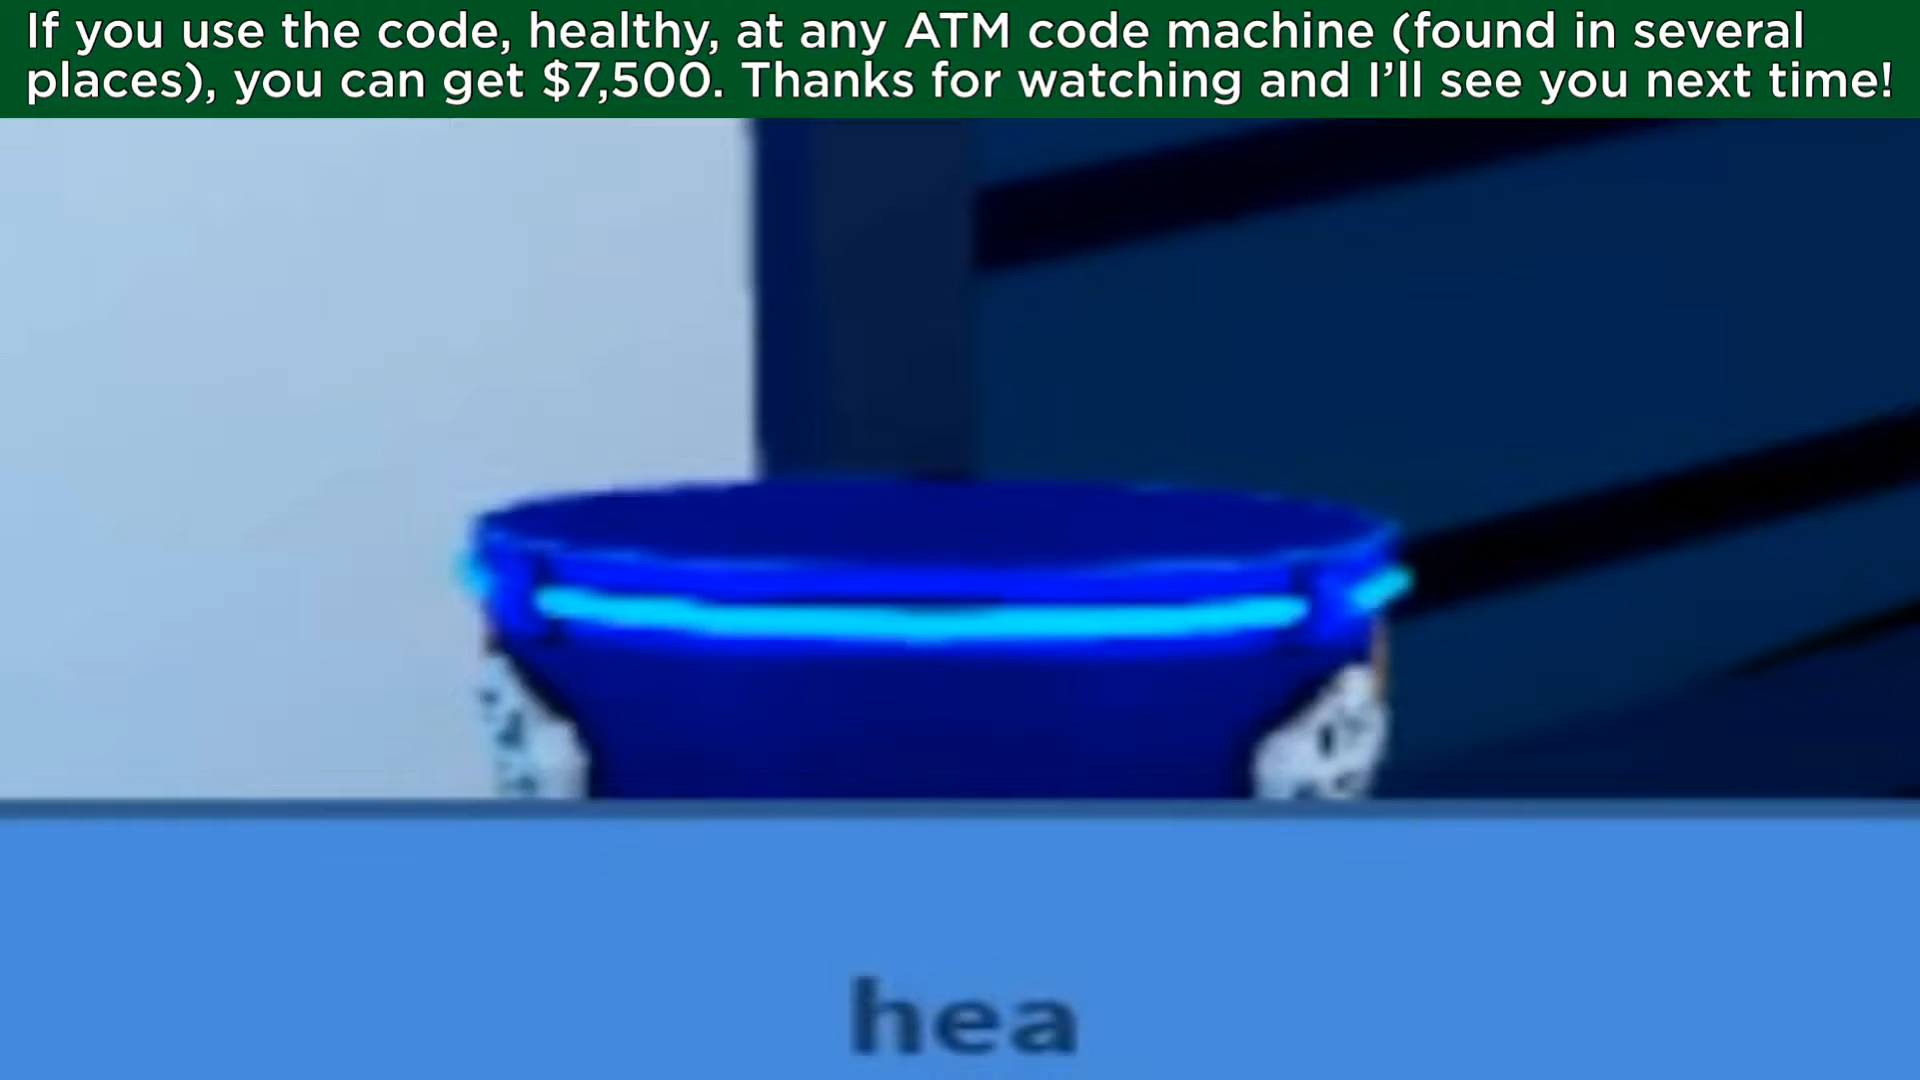 If you use the code, healthy, at any ATM code machine (found in several
places), you can get $7,500. Thanks for watching and I’ll see you next time!
hea